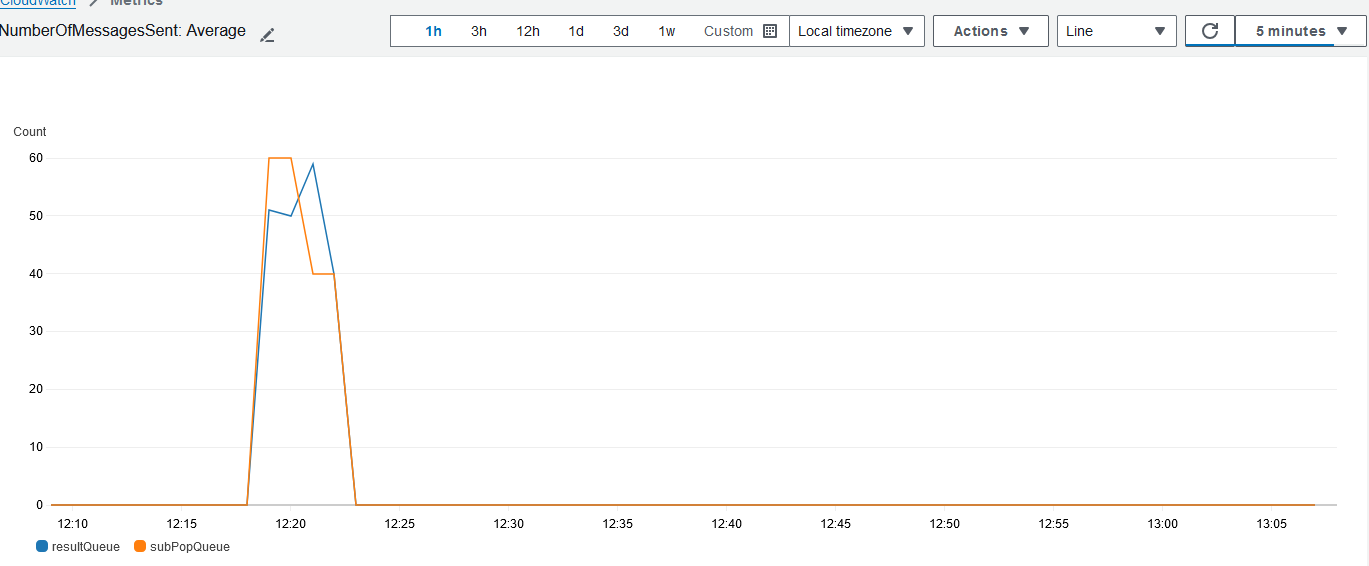 CloudWatch > Metrics
NumberOfMessagesSent: Average
1h 3h 12h 1d 3d 1w Custom Local timezone Actions Line 5 minutes
Count
60
50
40
30
20
10
0
12:10 12:15 12:20 12:25 12:30 12:35 12:40 12:45 12:50 12:55 13:00 13:05
resultQueue subPopQueue